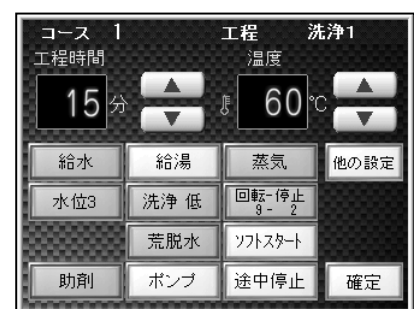 コース 1 工程 洗浄1
工程時間 温度
15 分 60 ℃
給水 給湯 蒸気 他の設定
水位3 洗浄 低 回転-停止
9- 2
荒脱水 ソフトスタート
助剤 ポンプ 途中停止 確定